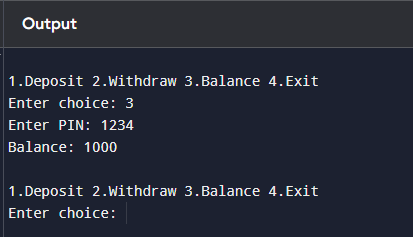 Output
1.Deposit 2.Withdraw 3.Balance 4.Exit
Enter choice: 3
Enter PIN: 1234
Balance: 1000
1.Deposit 2.Withdraw 3.Balance 4.Exit
Enter choice: